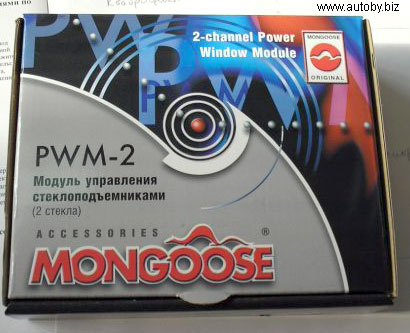 www.autoby.biz
2-channel Power
Window Module
MONGOOSE
ORIGINAL
PW
PWM
PWM-2
Модуль управления
стеклоподъемниками
(2 стекла)
ACCESSORIES
MONGOOSE
®